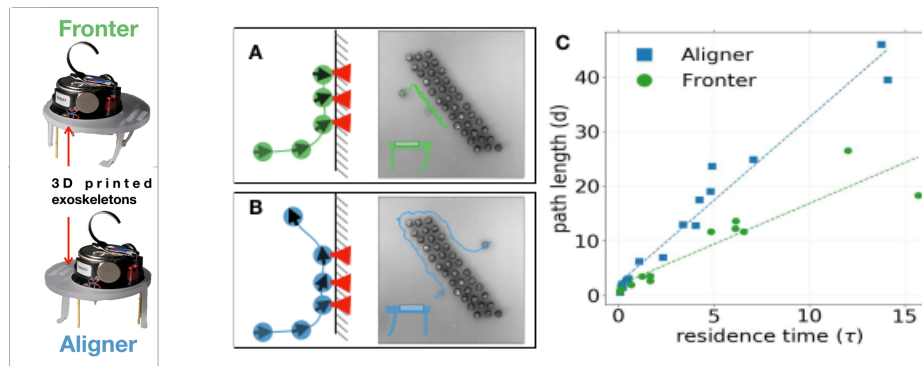 Fronter
3D printed
exoskeletons
Aligner
A
B
C
Aligner
Fronter
path length (d)
40
30
20
10
0
0
5
10
15
residence time (τ)